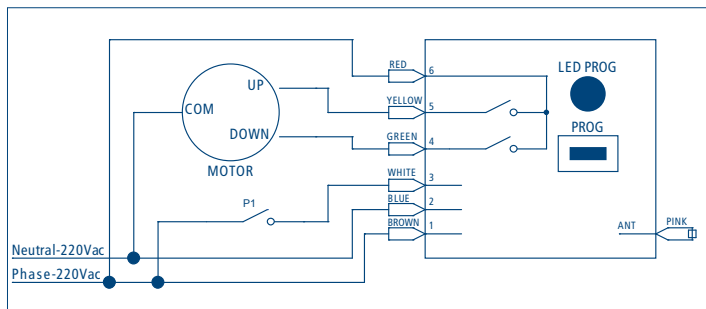 RED
6
LED PROG
UP
YELLOW
5
COM
PROG
DOWN
GREEN
4
MOTOR
WHITE
3
P1
BLUE
2
BROWN
1
ANT
PINK
Neutral-220Vac
Phase-220Vac